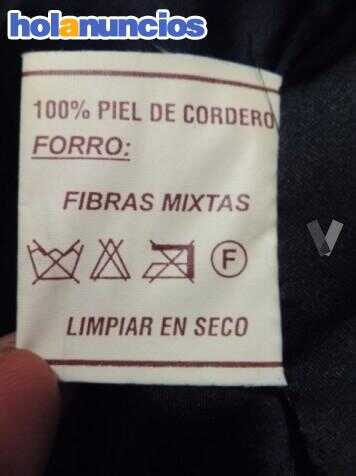 holanuncios
100% PIEL DE CORDERO
FORRO:
FIBRAS MIXTAS
F
LIMPIAR EN SECO
V